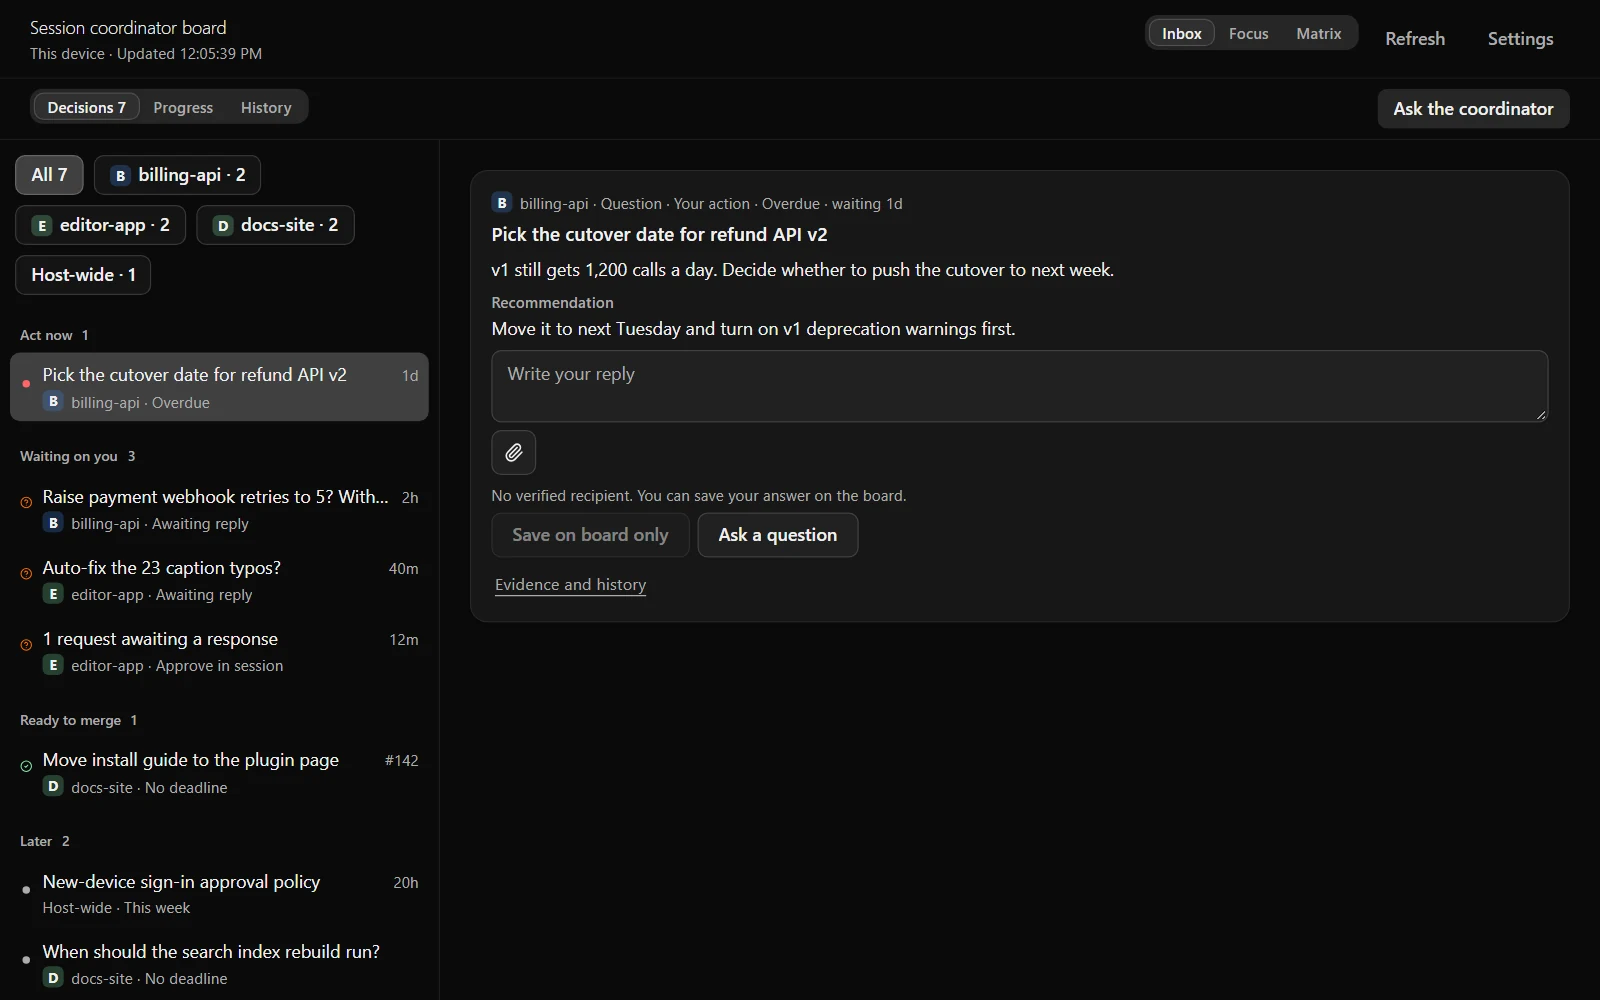 Session coordinator board
This device · Updated 12:05:39 PM
Inbox Focus Matrix
Refresh
Settings
Decisions 7 Progress History
Ask the coordinator
All 7
B billing-api · 2
E editor-app · 2
D docs-site · 2
Host-wide · 1
Act now 1
Pick the cutover date for refund API v2 1d
B billing-api · Overdue
Waiting on you 3
Raise payment webhook retries to 5? With... 2h
B billing-api · Awaiting reply
Auto-fix the 23 caption typos? 40m
E editor-app · Awaiting reply
1 request awaiting a response 12m
E editor-app · Approve in session
Ready to merge 1
Move install guide to the plugin page #142
D docs-site · No deadline
Later 2
New-device sign-in approval policy 20h
Host-wide · This week
When should the search index rebuild run?
D docs-site · No deadline
B billing-api · Question · Your action · Overdue · waiting 1d
Pick the cutover date for refund API v2
v1 still gets 1,200 calls a day. Decide whether to push the cutover to next week.
Recommendation
Move it to next Tuesday and turn on v1 deprecation warnings first.
Write your reply
No verified recipient. You can save your answer on the board.
Save on board only
Ask a question
Evidence and history